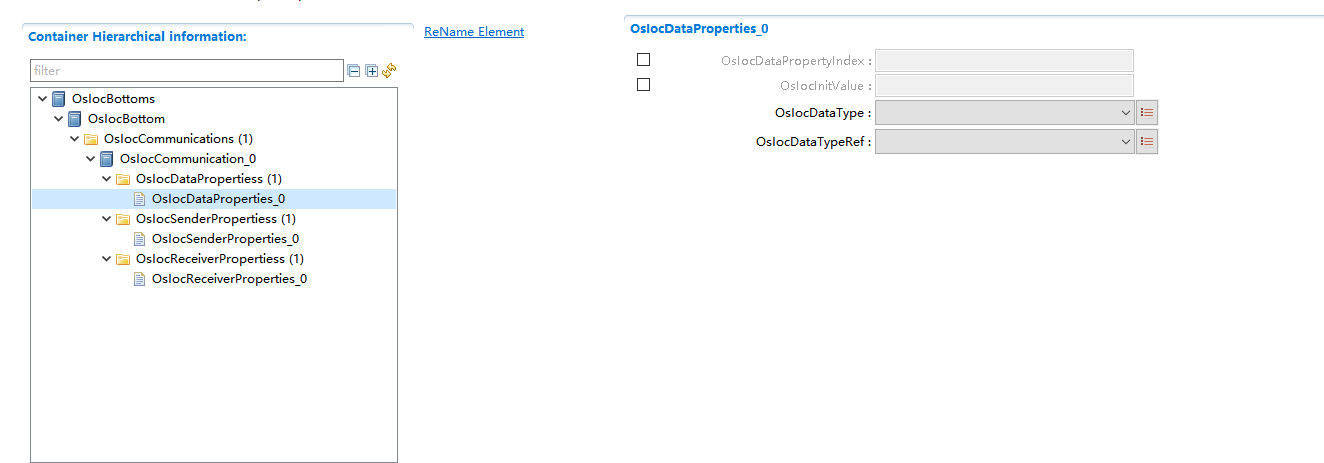 Container Hierarchical information:
ReName Element
filter
OsIocBottoms
OsIocBottom
OsIocCommunications (1)
OsIocCommunication_0
OsIocDataPropertiess (1)
OsIocDataProperties_0
OsIocSenderPropertiess (1)
OsIocSenderProperties_0
OsIocReceiverPropertiess (1)
OsIocReceiverProperties_0
OsIocDataProperties_0
OsIocDataPropertyIndex :
OsIocInitValue :
OsIocDataType :
OsIocDataTypeRef :